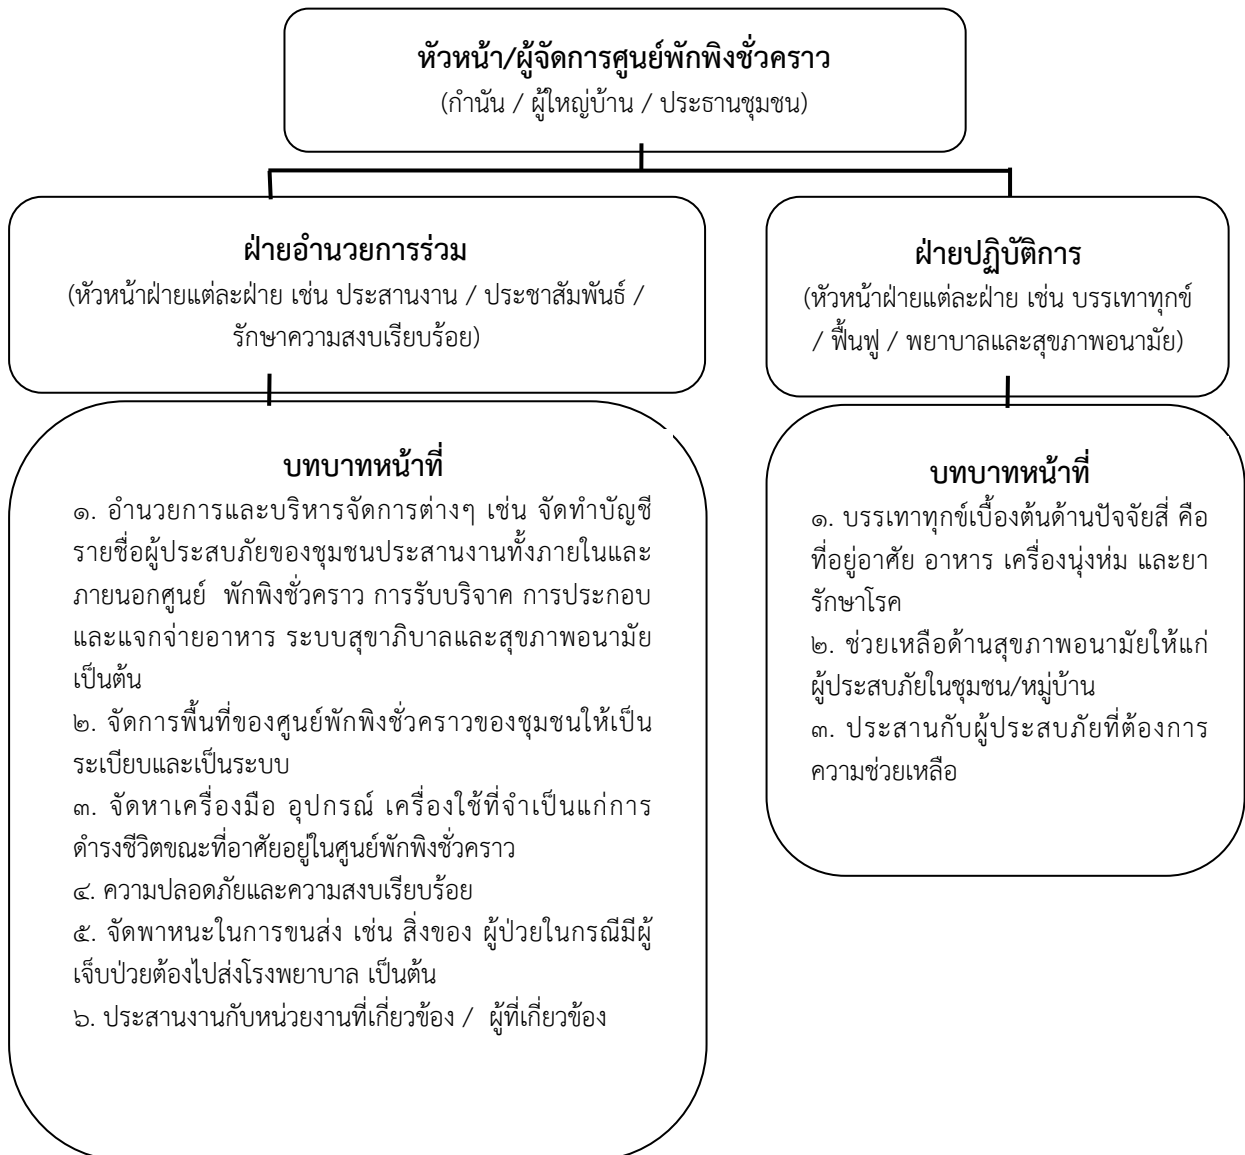 หัวหน้า/ผู้จัดการศูนย์พักพิงชั่วคราว
(กำนัน / ผู้ใหญ่บ้าน / ประธานชุมชน)
ฝ่ายอำนวยการร่วม
(หัวหน้าฝ่ายแต่ละฝ่าย เช่น ประสานงาน / ประชาสัมพันธ์ /
รักษาความสงบเรียบร้อย)
ฝ่ายปฏิบัติการ
(หัวหน้าฝ่ายแต่ละฝ่าย เช่น บรรเทาทุกข์
/ ฟื้นฟู / พยาบาลและสุขภาพอนามัย)
บทบาทหน้าที่
๑. อำนวยการและบริหารจัดการต่างๆ เช่น จัดทำบัญชี
รายชื่อผู้ประสบภัยของชุมชนประสานงานทั้งภายในและ
ภายนอกศูนย์ พักพิงชั่วคราว การรับบริจาค การประกอบ
และแจกจ่ายอาหาร ระบบสุขาภิบาลและสุขภาพอนามัย
เป็นต้น
๒. จัดการพื้นที่ของศูนย์พักพิงชั่วคราวของชุมชนให้เป็น
ระเบียบและเป็นระบบ
๓. จัดหาเครื่องมือ อุปกรณ์ เครื่องใช้ที่จำเป็นแก่การ
ดำรงชีวิตขณะที่อาศัยอยู่ในศูนย์พักพิงชั่วคราว
๔. ความปลอดภัยและความสงบเรียบร้อย
๕. จัดพาหนะในการขนส่ง เช่น สิ่งของ ผู้ป่วยในกรณีมีผู้
เจ็บป่วยต้องไปส่งโรงพยาบาล เป็นต้น
๖. ประสานงานกับหน่วยงานที่เกี่ยวข้อง / ผู้ที่เกี่ยวข้อง
บทบาทหน้าที่
๑. บรรเทาทุกข์เบื้องต้นด้านปัจจัยสี่ คือ
ที่อยู่อาศัย อาหาร เครื่องนุ่งห่ม และยา
รักษาโรค
๒. ช่วยเหลือด้านสุขภาพอนามัยให้แก่
ผู้ประสบภัยในชุมชน/หมู่บ้าน
๓. ประสานกับผู้ประสบภัยที่ต้องการ
ความช่วยเหลือ